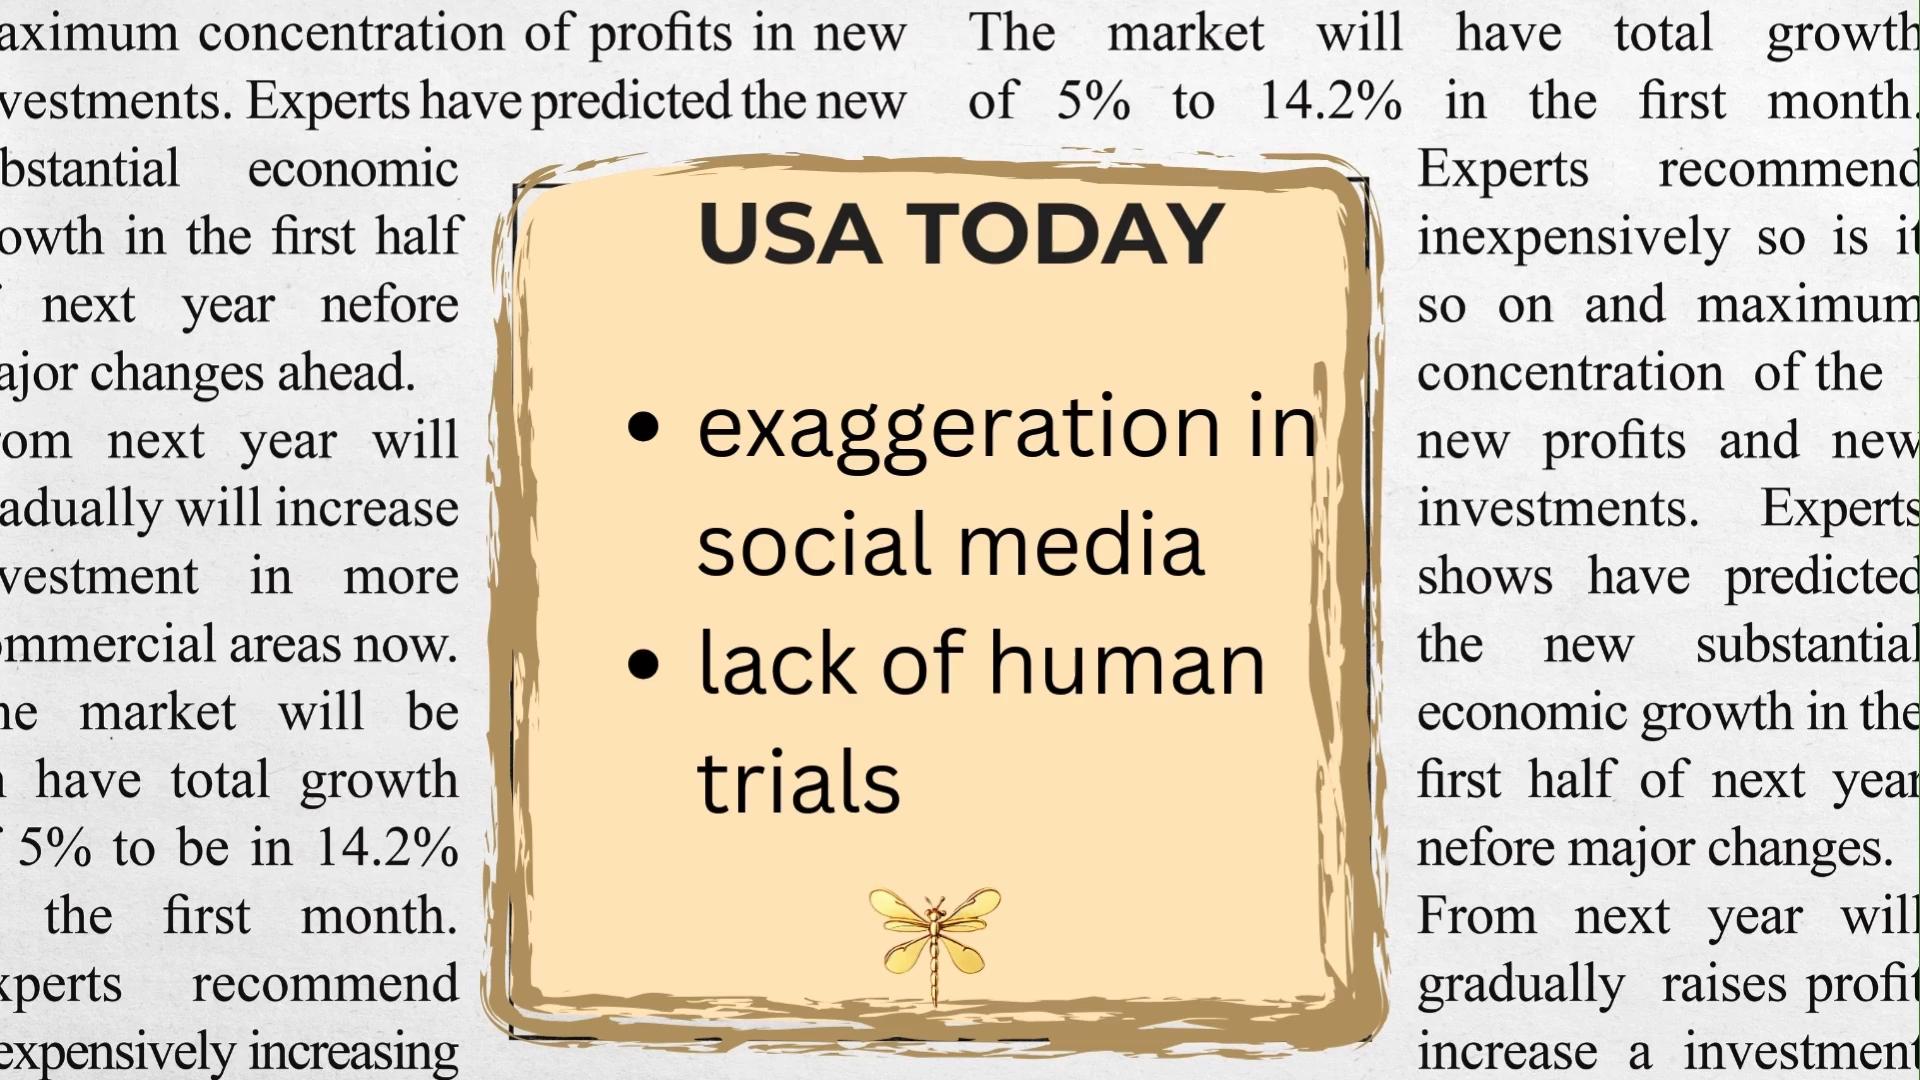 aximum concentration of profits in new
vestments. Experts have predicted the new
bstantial economic
owth in the first half
next year nefore
ajor changes ahead.
rom next year will
adually will increase
vestment in more
ommercial areas now.
he market will be
have total growth
5% to be in 14.2%
the first month.
xperts recommend
expensively increasing
USA TODAY
• exaggeration in
social media
• lack of human
trials
The market will have total growth
of 5% to 14.2% in the first month.
Experts recommend
inexpensively so is it
so on and maximum
concentration of the
new profits and new
investments. Experts
shows have predicted
the new substantial
economic growth in the
first half of next year
nefore major changes.
From next year will
gradually raises profit
increase a investment